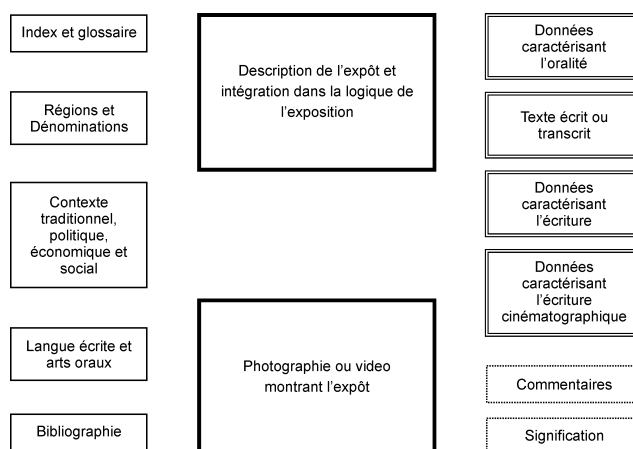 Index et glossaire
Régions et
Dénominations
Contexte
traditionnel,
politique,
économique et
social
Langue écrite et
arts oraux
Bibliographie
Description de l'expôt et
intégration dans la logique de
l'exposition
Photographie ou video
montrant l'expôt
Données
caractérisant
l'oralité
Texte écrit ou
transcrit
Données
caractérisant
l'écriture
Données
caractérisant
l'écriture
cinématographique
Commentaires
Signification